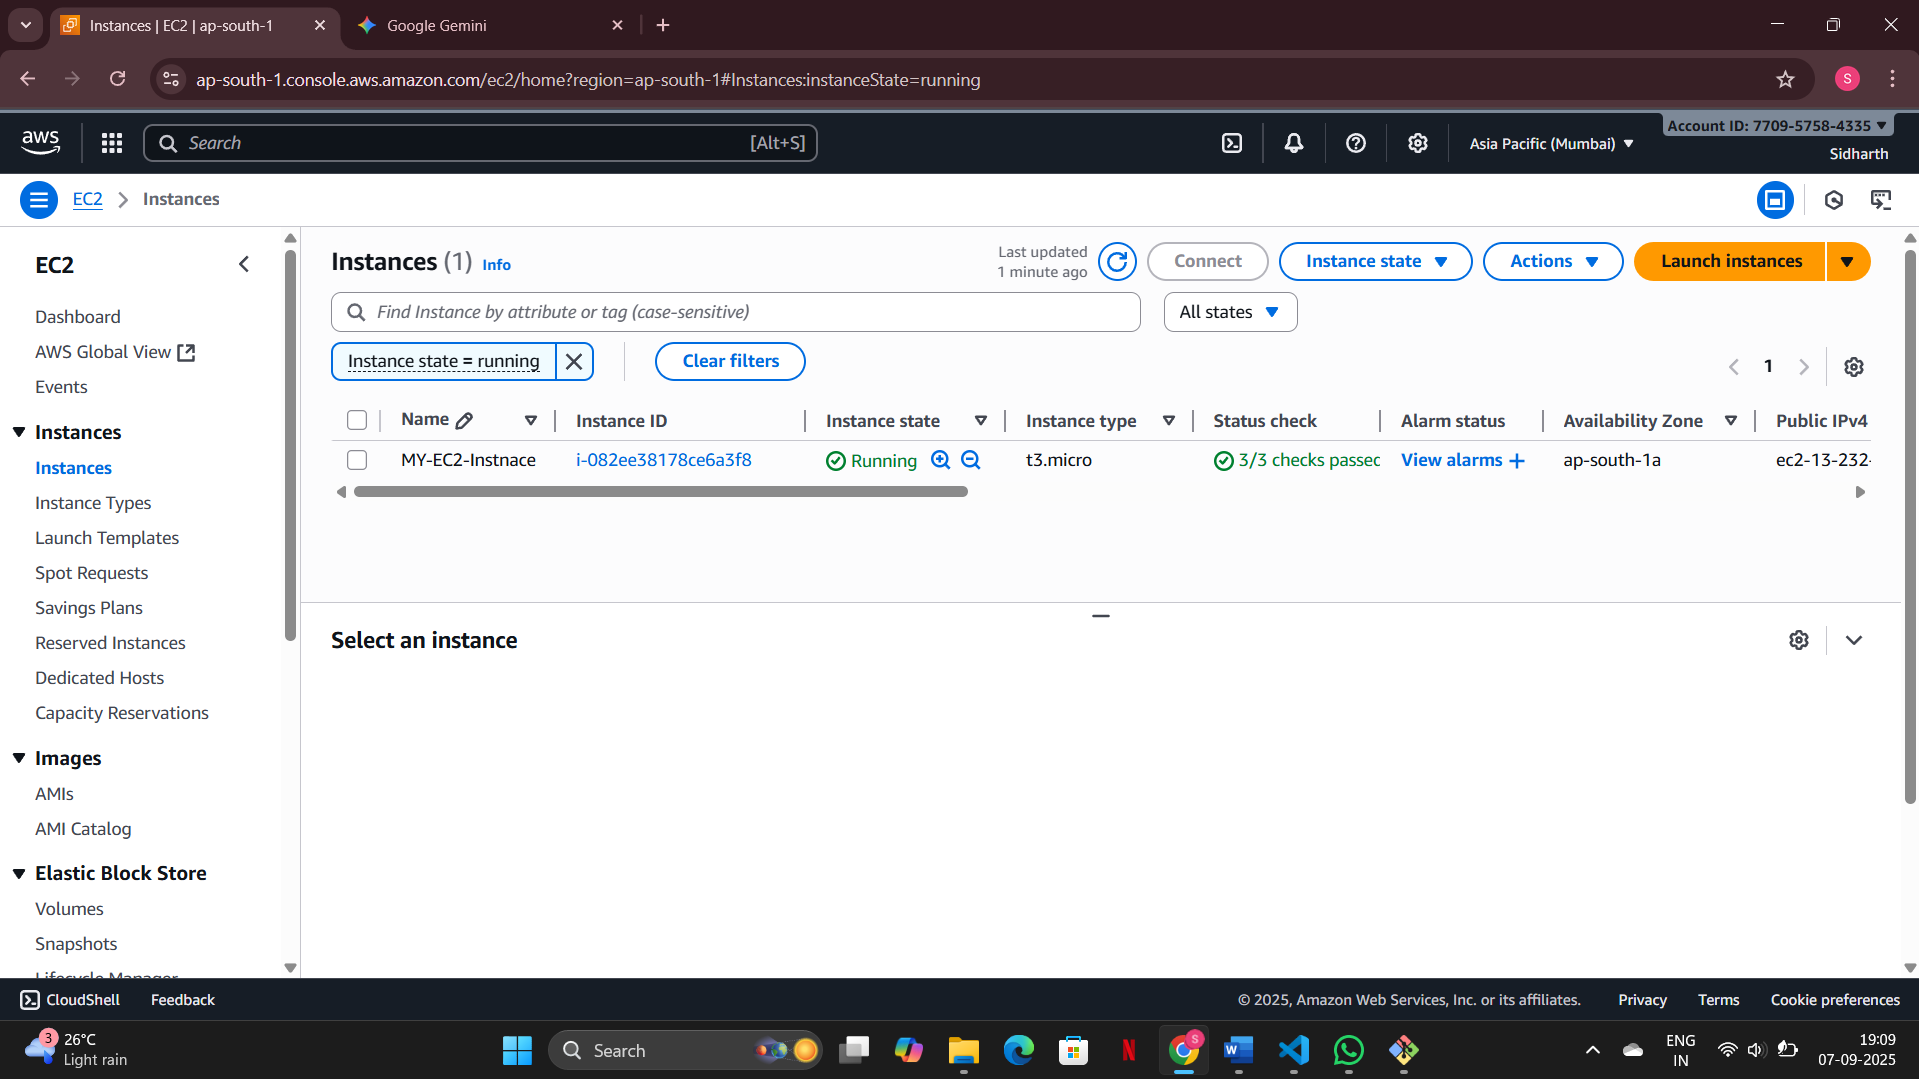 Instances | EC2 | ap-south-1
Google Gemini
ap-south-1.console.aws.amazon.com/ec2/home?region=ap-south-1#Instances:instanceState=running
S
aws
Search [Alt+S]
Asia Pacific (Mumbai)
Account ID: 7709-5758-4335
Sidharth
EC2 Instances
EC2
Dashboard
AWS Global View
Events
Instances
Instances
Instance Types
Launch Templates
Spot Requests
Savings Plans
Reserved Instances
Dedicated Hosts
Capacity Reservations
Images
AMIs
AMI Catalog
Elastic Block Store
Volumes
Snapshots
Lifecycle Manager
Instances (1) Info
Last updated
1 minute ago
Connect
Instance state
Actions
Launch instances
Find Instance by attribute or tag (case-sensitive)
All states
Instance state = running
Clear filters
1
Name Instance ID Instance state Instance type Status check Alarm status Availability Zone Public IPv4
MY-EC2-Instnace i-082ee38178ce6a3f8 Running t3.micro 3/3 checks passed View alarms + ap-south-1a ec2-13-232-
Select an instance
CloudShell Feedback
© 2025, Amazon Web Services, Inc. or its affiliates. Privacy Terms Cookie preferences
3
26°C
Light rain
Search
N
S
W
ENG
IN
19:09
07-09-2025